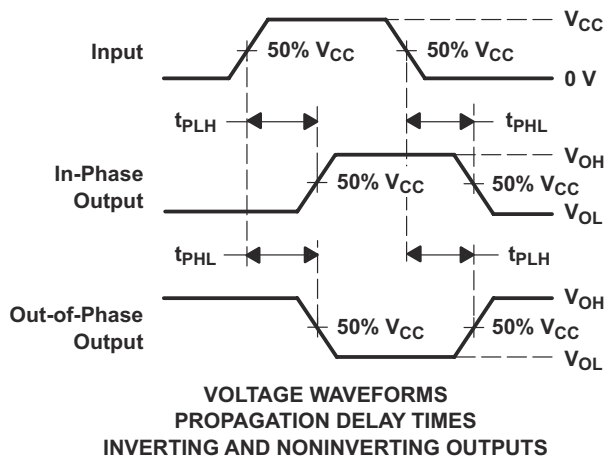 Input
50% VCC
50% VCC
VCC
0 V
tPLH
tPHL
In-Phase
Output
50% VCC
50% VCC
VOH
VOL
tPHL
tPLH
Out-of-Phase
Output
50% VCC
50% VCC
VOH
VOL
VOLTAGE WAVEFORMS
PROPAGATION DELAY TIMES
INVERTING AND NONINVERTING OUTPUTS